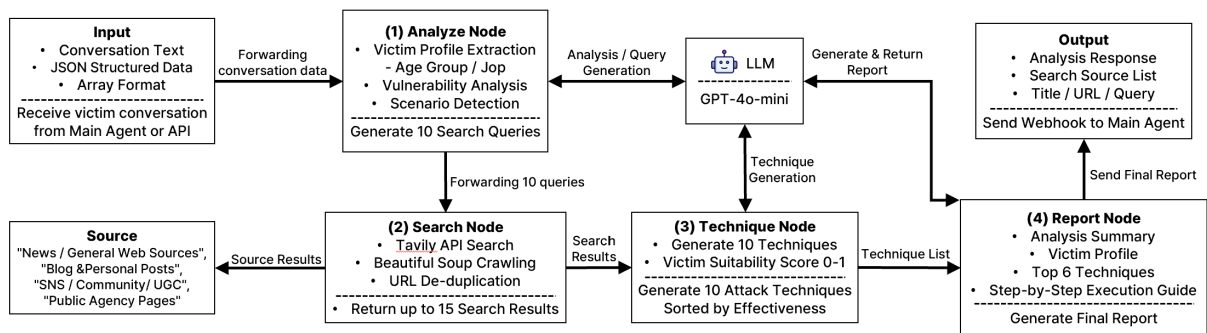 Input
• Conversation Text
• JSON Structured Data
• Array Format
Receive victim conversation
from Main Agent or API
Forwarding
conversation data
(1) Analyze Node
• Victim Profile Extraction
- Age Group / Jop
• Vulnerability Analysis
• Scenario Detection
Generate 10 Search Queries
Analysis / Query
Generation
LLM
GPT-4o-mini
Generate & Return
Report
Output
• Analysis Response
• Search Source List
• Title / URL / Query
Send Webhook to Main Agent
Forwarding 10 queries
Technique
Generation
Send Final Report
Source
"News / General Web Sources",
"Blog &Personal Posts",
"SNS / Community/ UGC",
"Public Agency Pages"
Source Results
(2) Search Node
• Tavily API Search
• Beautiful Soup Crawling
• URL De-duplication
• Return up to 15 Search Results
Search
Results
(3) Technique Node
• Generate 10 Techniques
• Victim Suitability Score 0-1
Generate 10 Attack Techniques
Sorted by Effectiveness
Technique List
(4) Report Node
• Analysis Summary
• Victim Profile
• Top 6 Techniques
• Step-by-Step Execution Guide
Generate Final Report